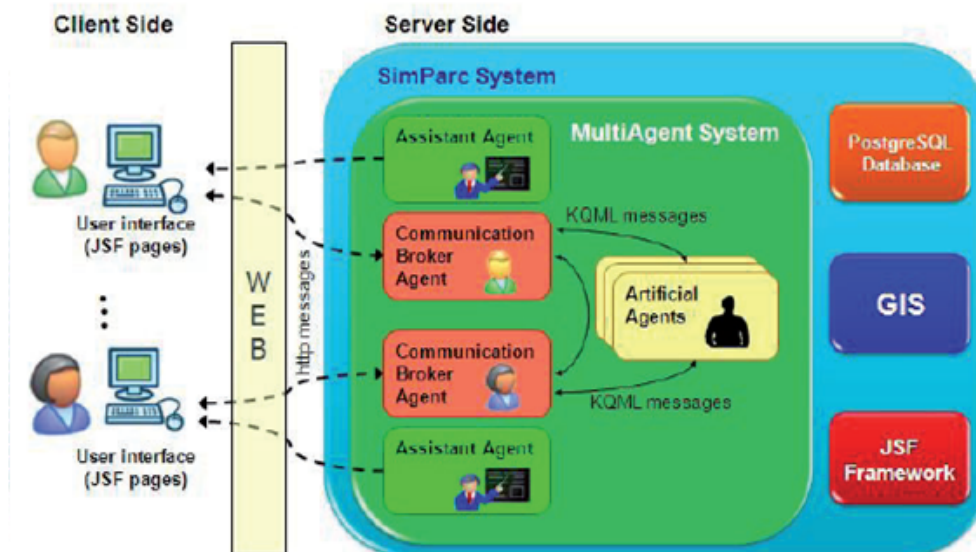 Client Side
Server Side
SimParc System
MultiAgent System
Assistant Agent
PostgreSQL
Database
User interface
(JSF pages)
KQML messages
Communication
Broker
Agent
WEB
http messages
Artificial
Agents
GIS
Communication
Broker
Agent
KQML messages
User interface
(JSF pages)
Assistant Agent
JSF
Framework